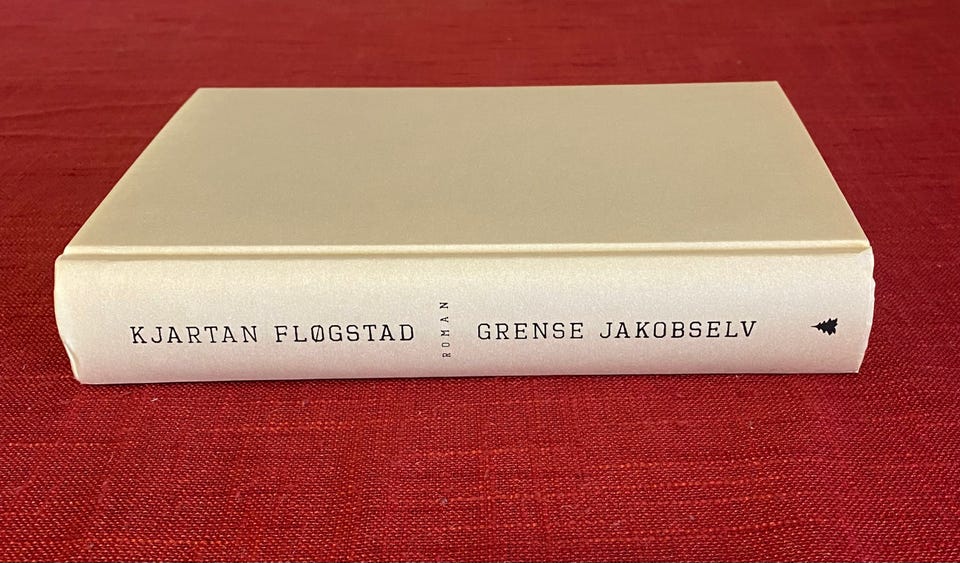 KJARTAN FLØGSTAD
ROMAN
GRENSE JAKOBSELV